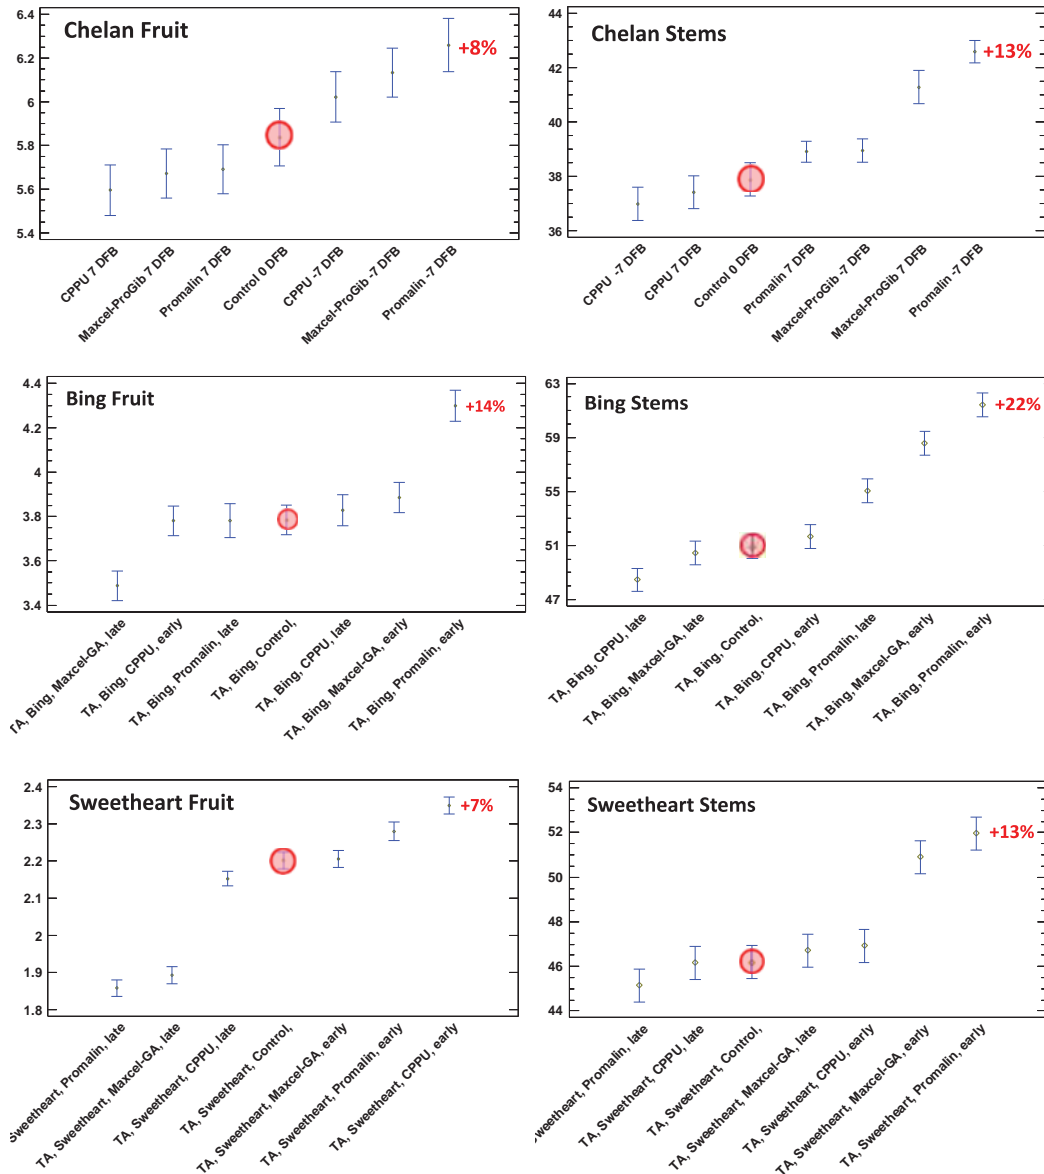 Chelan Fruit
+8%
6.4
6.2
6
5.8
5.6
5.4
CPPU 7 DFB
Maxcel-ProGib 7 DFB
Promalin 7 DFB
Control 0 DFB
CPPU -7 DFB
Maxcel-ProGib -7 DFB
Promalin -7 DFB
Chelan Stems
+13%
44
42
40
38
36
CPPU -7 DFB
CPPU 7 DFB
Control 0 DFB
Promalin 7 DFB
Maxcel-ProGib -7 DFB
Maxcel-ProGib 7 DFB
Promalin -7 DFB
Bing Fruit
+14%
4.4
4.2
4
3.8
3.6
3.4
TA, Bing, Maxcel-GA, late
TA, Bing, CPPU, early
TA, Bing, Promalin, late
TA, Bing, Control,
TA, Bing, CPPU, late
TA, Bing, Maxcel-GA, early
TA, Bing, Promalin, early
Bing Stems
+22%
63
59
55
51
47
TA, Bing, CPPU, late
TA, Bing, Maxcel-GA, late
TA, Bing, Control,
TA, Bing, CPPU, early
TA, Bing, Promalin, late
TA, Bing, Maxcel-GA, early
TA, Bing, Promalin, early
Sweetheart Fruit
+7%
2.4
2.3
2.2
2.1
2
1.9
1.8
Sweetheart, Promalin, late
TA, Sweetheart, Maxcel-GA, late
TA, Sweetheart, CPPU, late
TA, Sweetheart, Control,
TA, Sweetheart, Maxcel-GA, early
TA, Sweetheart, Promalin, early
TA, Sweetheart, CPPU, early
Sweetheart Stems
+13%
54
52
50
48
46
44
Sweetheart, Promalin, late
TA, Sweetheart, CPPU, late
TA, Sweetheart, Control,
TA, Sweetheart, Maxcel-GA, late
TA, Sweetheart, CPPU, early
TA, Sweetheart, Maxcel-GA, early
TA, Sweetheart, Promalin, early